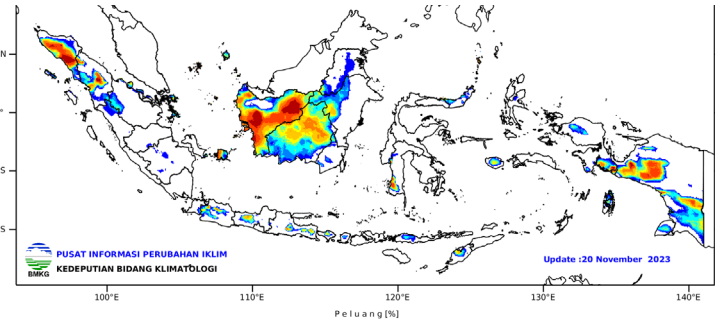 N
°
S
S
PUSAT INFORMASI PERUBAHAN IKLIM
KEDEPUTIAN BIDANG KLIMATOLOGI
BMKG
Update :20 November 2023
100°E 110°E 120°E 130°E 140°E
Peluang[%]